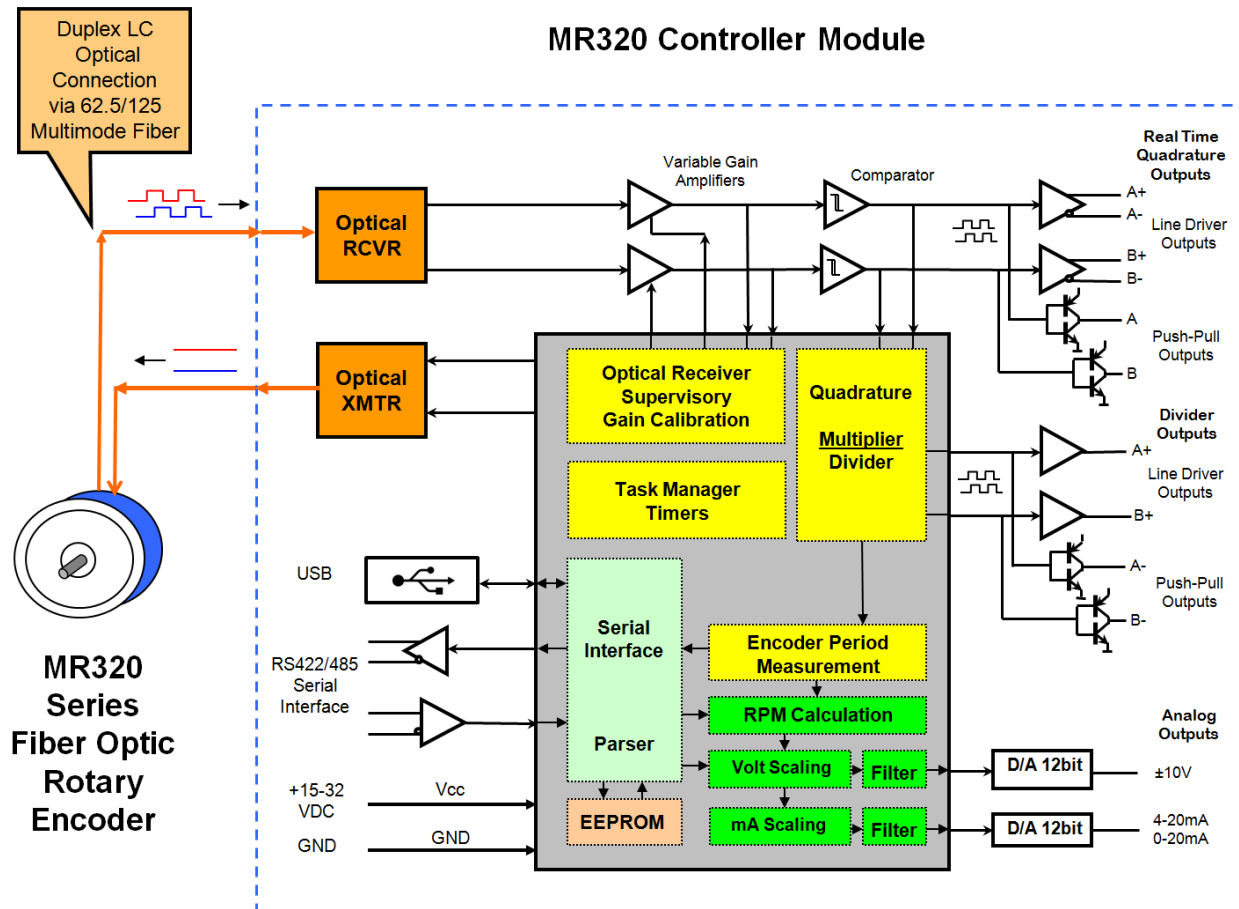 MR320 Controller Module
Duplex LC
Optical
Connection
via 62.5/125
Multimode Fiber
Optical
RCVR
Variable Gain
Amplifiers
Comparator
Real Time
Quadrature
Outputs
A+
A-
Line Driver
Outputs
B+
B-
A
Push-Pull
Outputs
B
Optical
XMTR
Optical Receiver
Supervisory
Gain Calibration
Quadrature
Multiplier
Divider
Task Manager
Timers
Divider
Outputs
A+
Line Driver
Outputs
B+
A-
Push-Pull
Outputs
B-
USB
RS422/485
Serial
Interface
Serial
Interface
Parser
Encoder Period
Measurement
RPM Calculation
Volt Scaling
Filter
mA Scaling
Filter
EEPROM
Analog
Outputs
D/A 12bit
±10V
D/A 12bit
4-20mA
0-20mA
+15-32
VDC
Vcc
GND
GND
MR320
Series
Fiber Optic
Rotary
Encoder